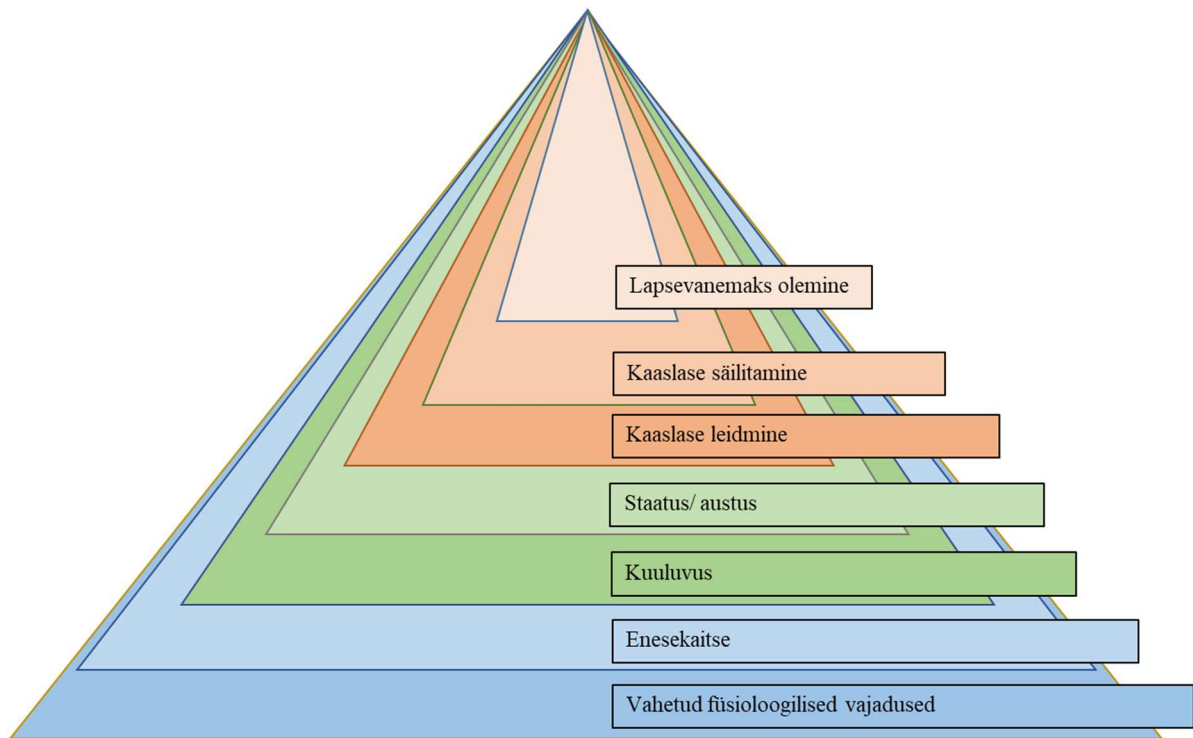 Lapsevanemaks olemine
Kaaslase säilitamine
Kaaslase leidmine
Staatus/ austus
Kuuluvus
Enesekaitse
Vahetud füsioloogilised vajadused